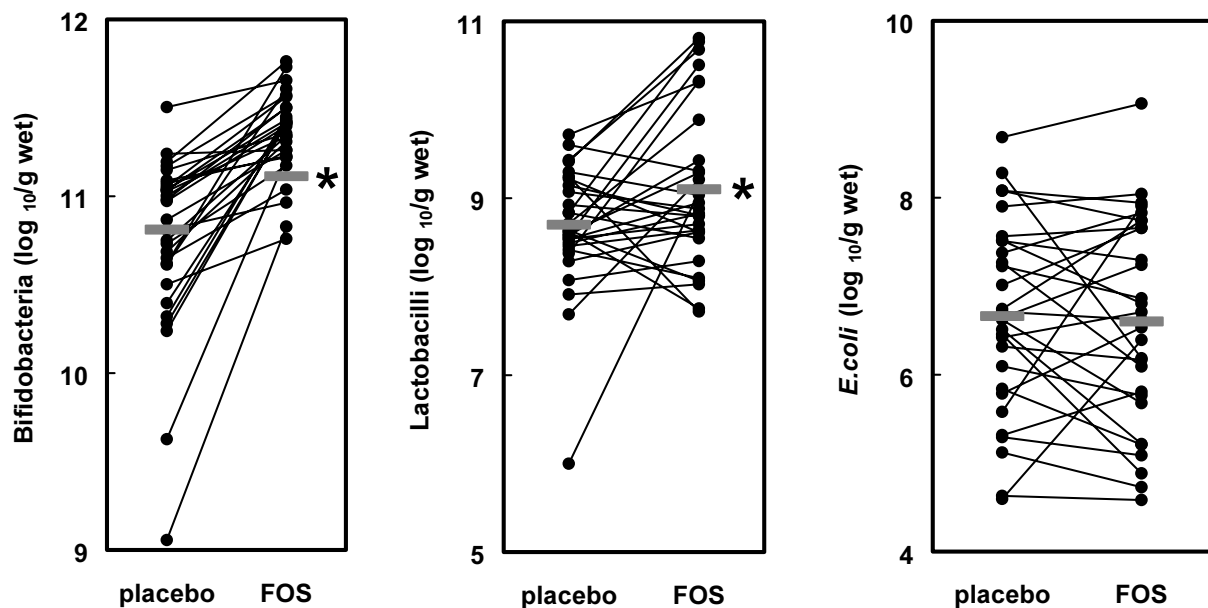 Bifidobacteria (log 10/g wet)
12
11
10
9
*
placebo FOS
Lactobacilli (log 10/g wet)
11
9
7
5
*
placebo FOS
E.coli (log 10/g wet)
10
8
6
4
placebo FOS